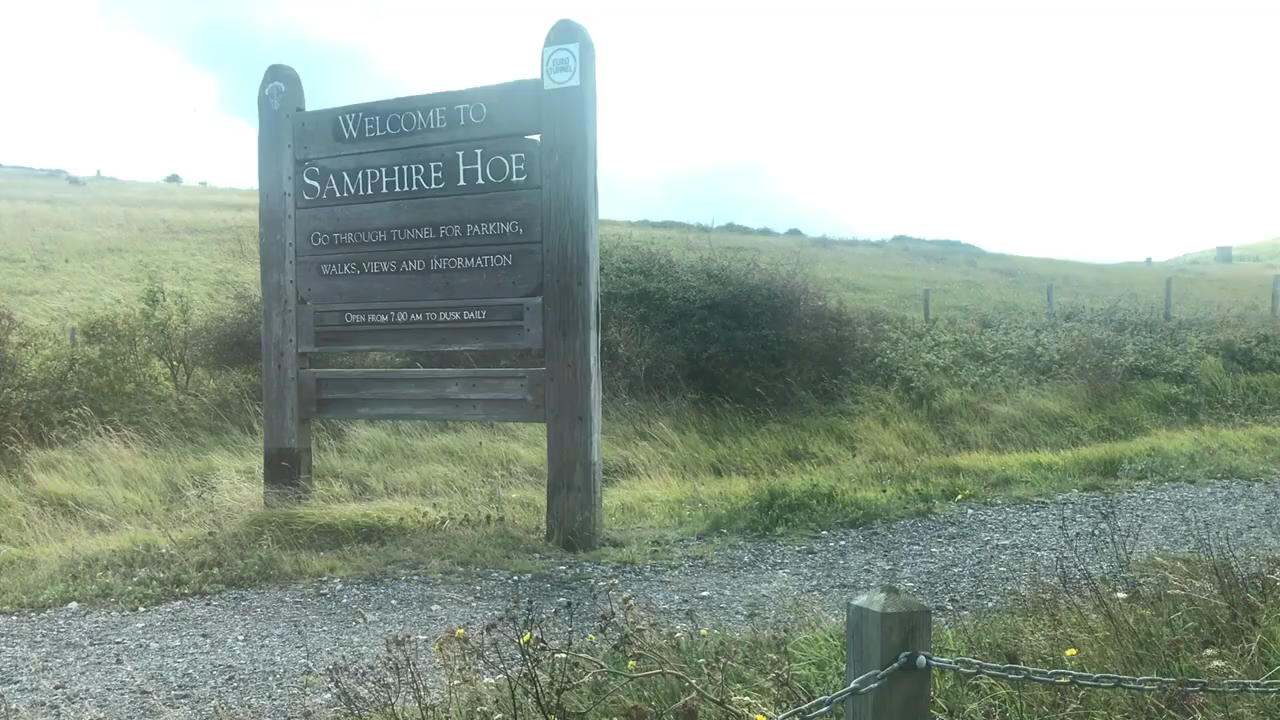 EURO
TUNNEL
WELCOME TO
SAMPHIRE HOE
GO THROUGH TUNNEL FOR PARKING,
WALKS, VIEWS AND INFORMATION
OPEN FROM 7.00 AM TO DUSK DAILY